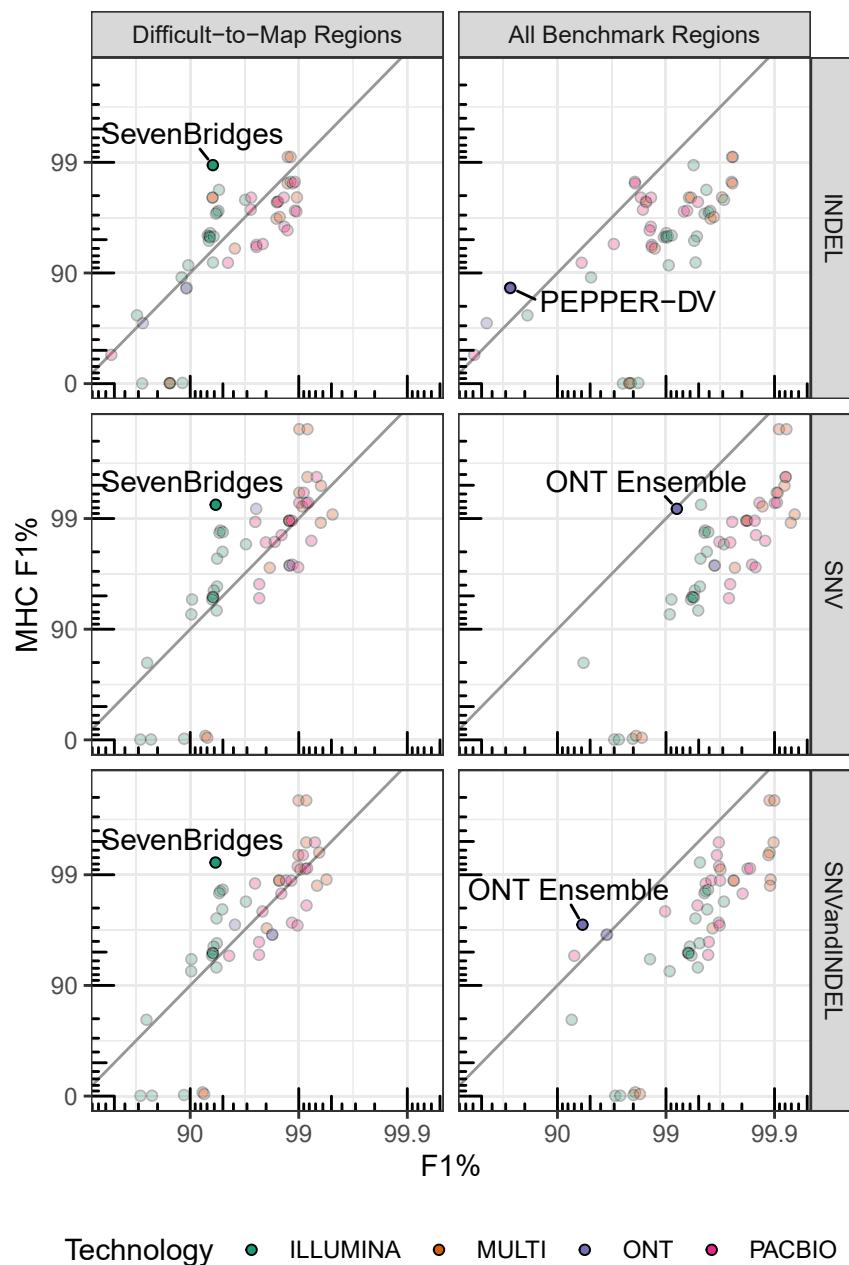 Difficult−to−Map Regions
All Benchmark Regions
SevenBridges
99
90
0
PEPPER−DV
INDEL
SevenBridges
ONT Ensemble
99
90
0
SNV
MHC F1%
SevenBridges
ONT Ensemble
99
90
0
SNVandINDEL
90 99 99.9 90 99 99.9
F1%
Technology ILLUMINA MULTI ONT PACBIO